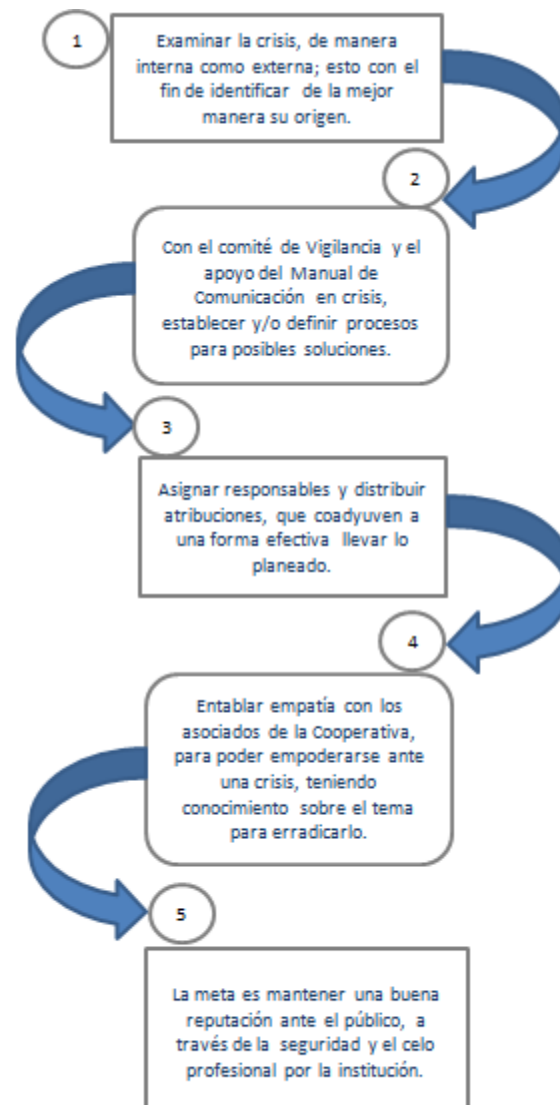 1
Examinar la crisis, de manera
interna como externa; esto con el
fin de identificar de la mejor
manera su origen.
2
Con el comité de Vigilancia y el
apoyo del Manual de
Comunicación en crisis,
establecer y/o definir procesos
para posibles soluciones.
3
Asignar responsables y distribuir
atribuciones, que coadyuven a
una forma efectiva llevar lo
planeado.
4
Entablar empatía con los
asociados de la Cooperativa,
para poder empoderarse ante
una crisis, teniendo
conocimiento sobre el tema
para erradicarlo.
5
La meta es mantener una buena
reputación ante el público, a
través de la seguridad y el celo
profesional por la institución.